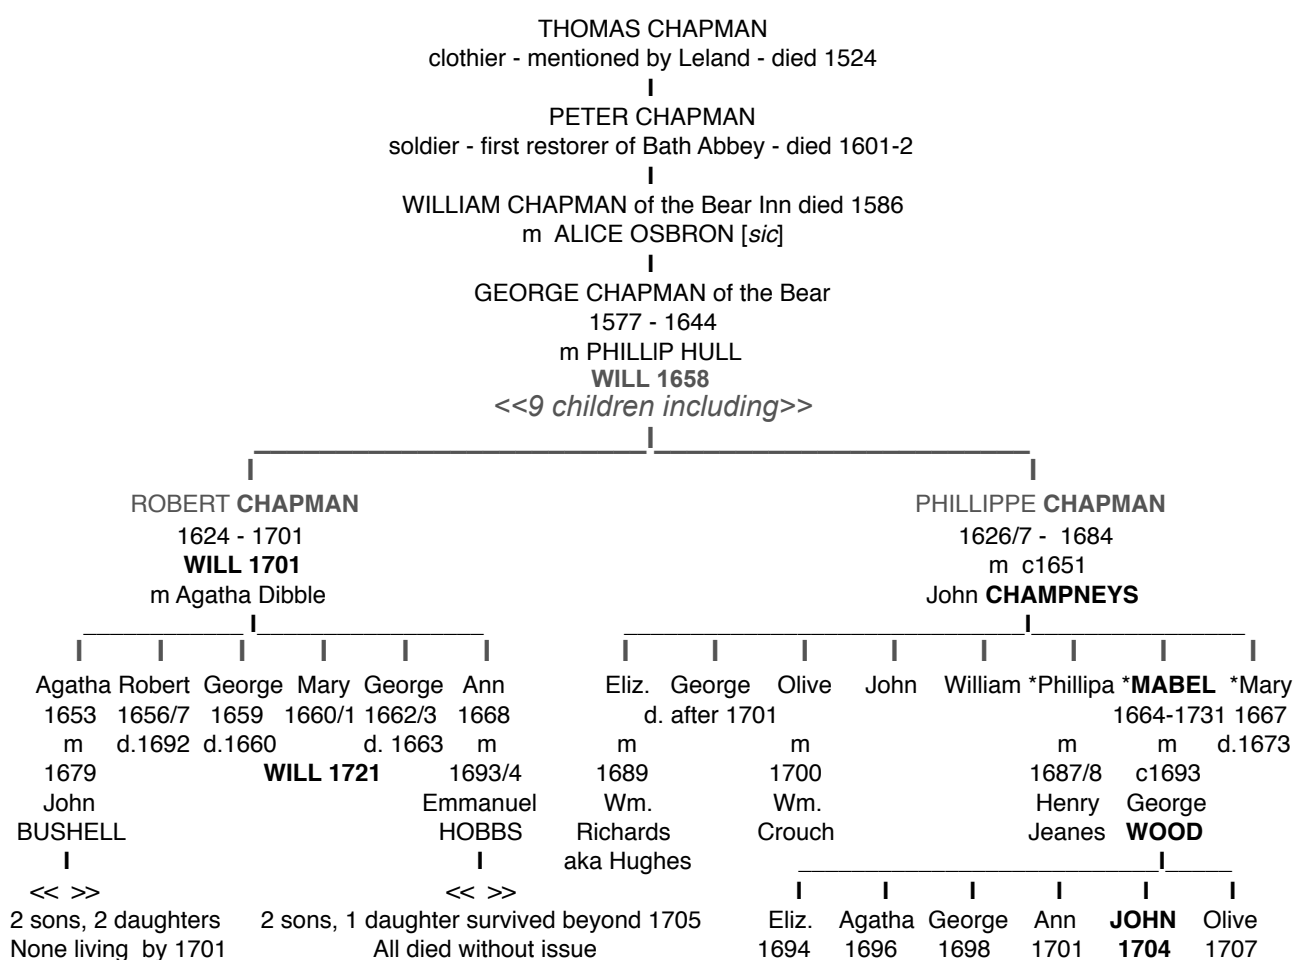 THOMAS CHAPMAN
clothier - mentioned by Leland - died 1524
PETER CHAPMAN
soldier - first restorer of Bath Abbey - died 1601-2
WILLIAM CHAPMAN of the Bear Inn died 1586
m ALICE OSBRON [sic]
GEORGE CHAPMAN of the Bear
1577 - 1644
m PHILLIP HULL
WILL 1658
<<9 children including>>
ROBERT CHAPMAN PHILLIPPE CHAPMAN
1624 - 1701 1626/7 - 1684
WILL 1701 m c1651
m Agatha Dibble John CHAMPNEYS
Agatha Robert George Mary George Ann Eliz. George Olive John William *Phillipa *MABEL *Mary
1653 1656/7 1659 1660/1 1662/3 1668 d. after 1701 1664-1731 1667
m d.1692 d.1660 d. 1663 m m m m m d.1673
1679 WILL 1721 1693/4 1689 1700 1687/8 c1693
John Emmanuel Wm. Wm. Henry George
BUSHELL HOBBS Richards Crouch Jeanes WOOD
aka Hughes
<< >> << >>
2 sons, 2 daughters 2 sons, 1 daughter survived beyond 1705 Eliz. Agatha George Ann JOHN Olive
None living by 1701 All died without issue 1694 1696 1698 1701 1704 1707